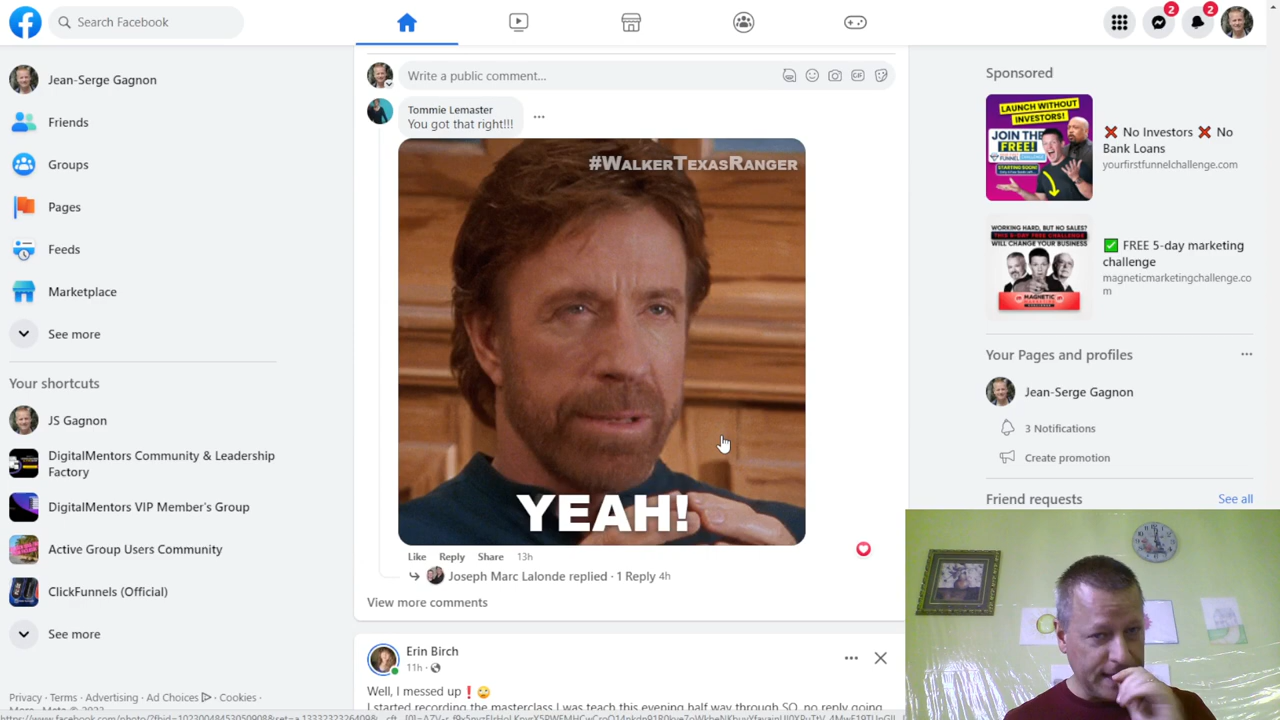 Search Facebook
2
2
Jean-Serge Gagnon
Friends
Groups
Pages
Feeds
Marketplace
See more
Your shortcuts
JS Gagnon
DigitalMentors Community & Leadership
Factory
DigitalMentors VIP Member's Group
Active Group Users Community
ClickFunnels (Official)
See more
Privacy · Terms · Advertising · Ad Choices · Cookies ·
Write a public comment...
GIF
Tommie Lemaster
You got that right!!!
#WALKERTEXASRANGER
YEAH!
Like Reply Share 13h
Joseph Marc Lalonde replied · 1 Reply 4h
View more comments
Erin Birch
11h ·
Well, I messed up❗
I started recording the masterclass I was teach this evening half way through SO, no reply going
Sponsored
LAUNCH WITHOUT
INVESTORS!
JOIN THE
FREE!
FUNNEL CHALLENGE
STARTING SOON!
❌ No Investors ❌ No
Bank Loans
yourfirstfunnelchallenge.com
WORKING HARD, BUT NO SALES?
THIS 5-DAY FREE CHALLENGE
WILL CHANGE YOUR BUSINESS
MAGNETIC
✅ FREE 5-day marketing
challenge
magneticmarketingchallenge.co
m
Your Pages and profiles
Jean-Serge Gagnon
3 Notifications
Create promotion
Friend requests
See all